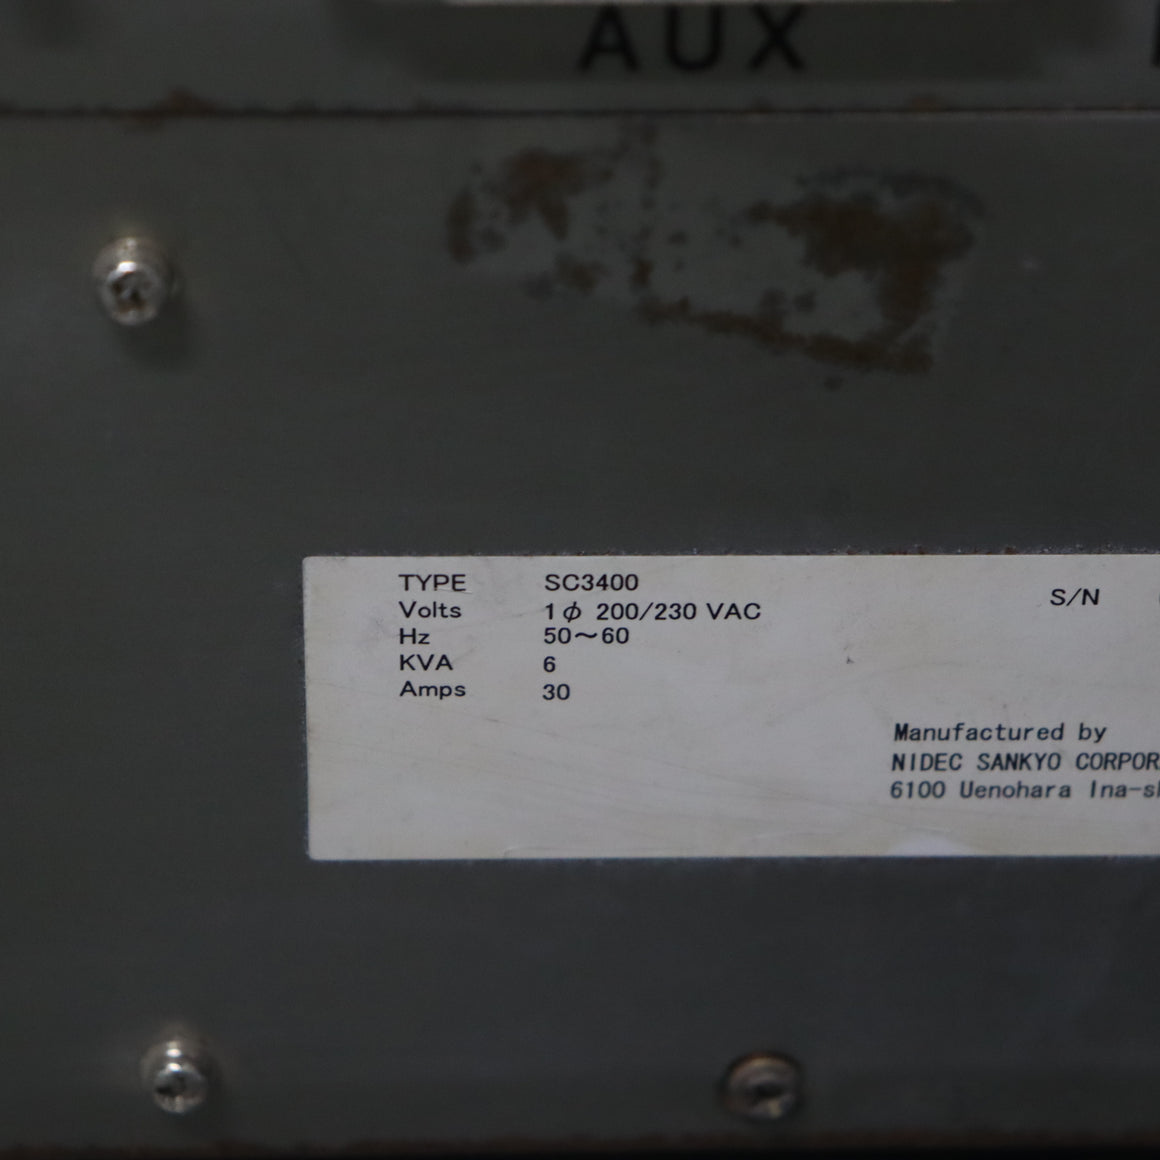 AUX
TYPE SC3400
Volts 1φ 200/230 VAC
Hz 50～60
KVA 6
Amps 30
S/N
Manufactured by
NIDEC SANKYO CORPOR
6100 Uenohara Ina-s